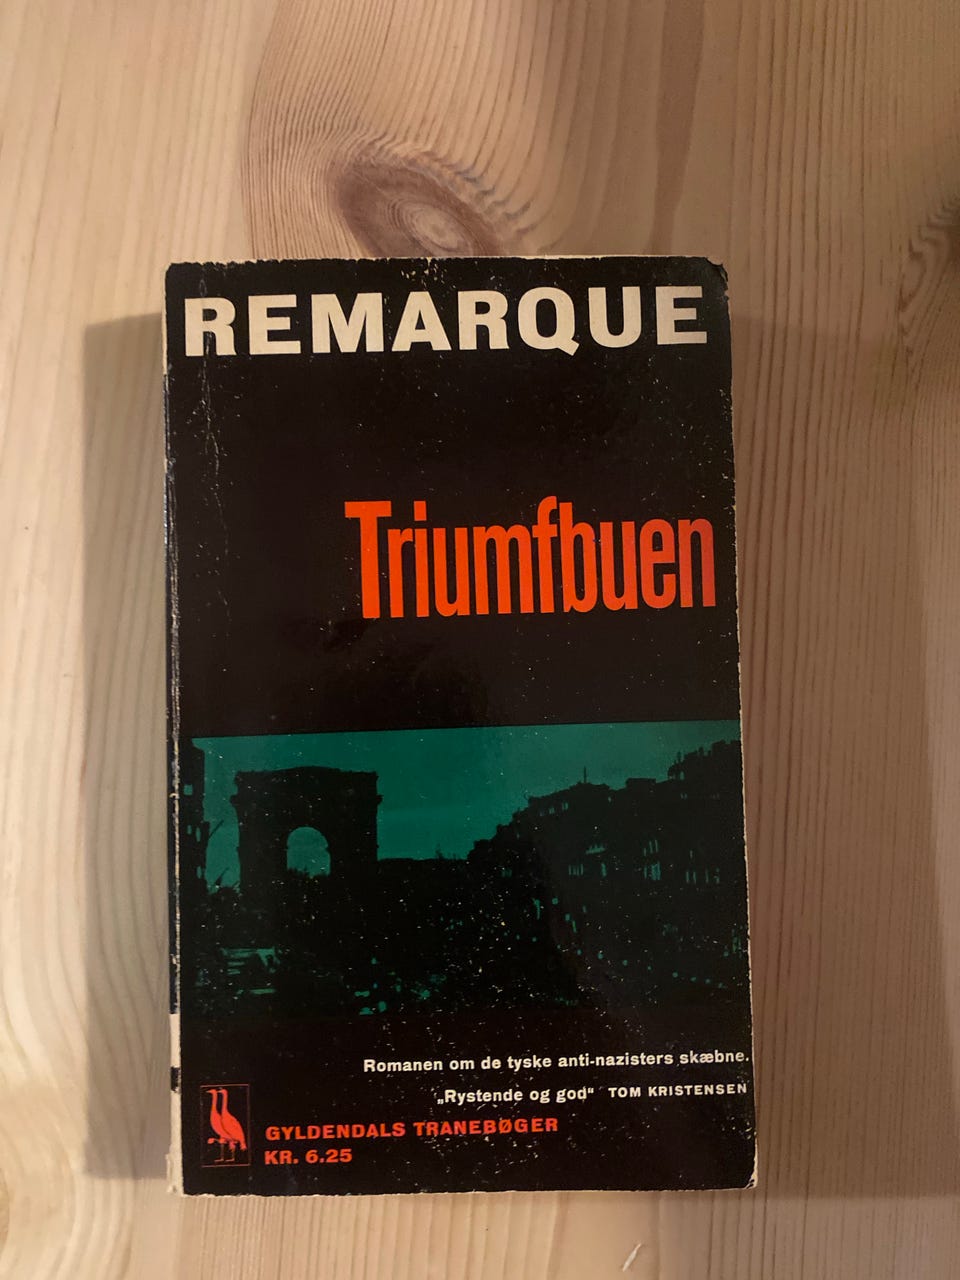 REMARQUE
Triumfbuen
Romanen om de tyske anti-nazisters skæbne.
„Rystende og god“ TOM KRISTENSEN
GYLDENDALS TRANEBØGER
KR. 6.25